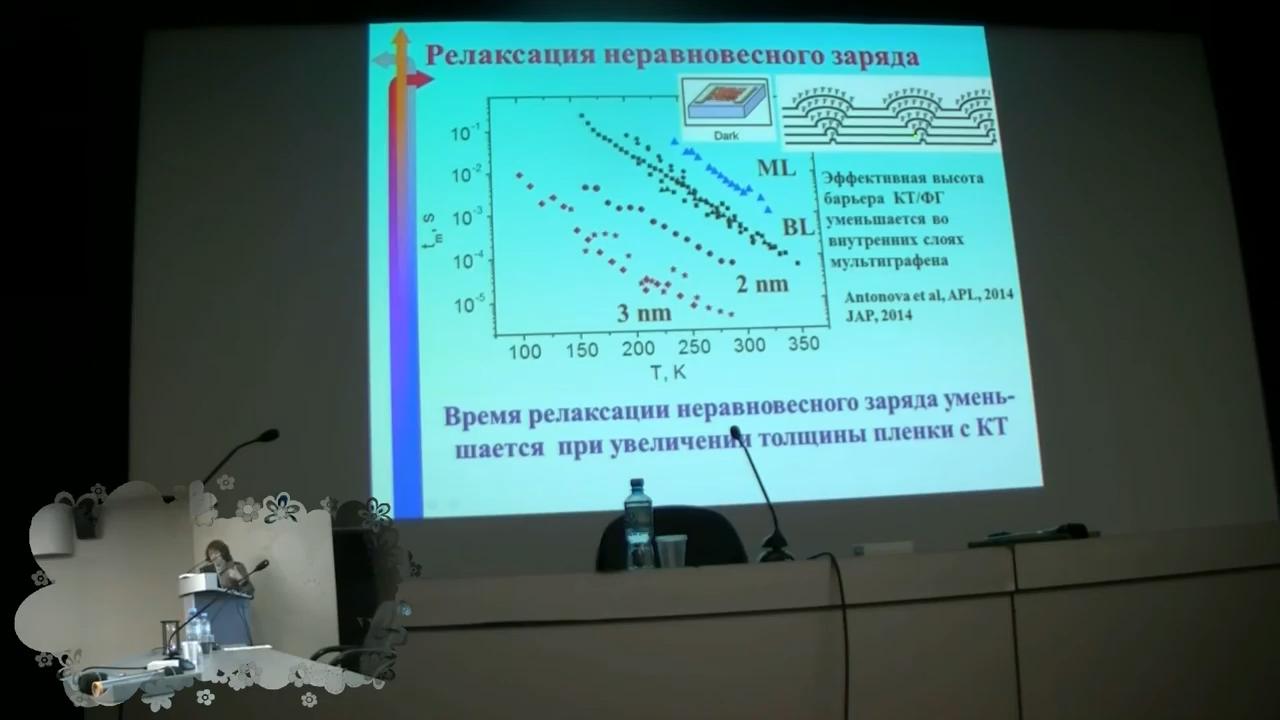 Релаксация неравновесного заряда
Dark
10⁻¹
10⁻²
10⁻³
10⁻⁴
10⁻⁵
tm, s
ML
BL
2 nm
3 nm
100 150 200 250 300 350
T, K
Эффективная высота
барьера КТ/ФГ
уменьшается во
внутренних слоях
мультиграфена
Antonova et al, APL, 2014
JAP, 2014
Время релаксации неравновесного заряда умень-
шается при увеличении толщины пленки с КТ